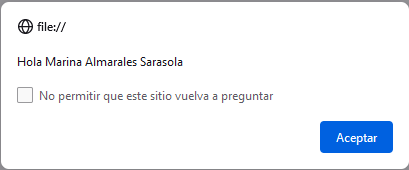 file://
Hola Marina Almarales Sarasola
No permitir que este sitio vuelva a preguntar
Aceptar